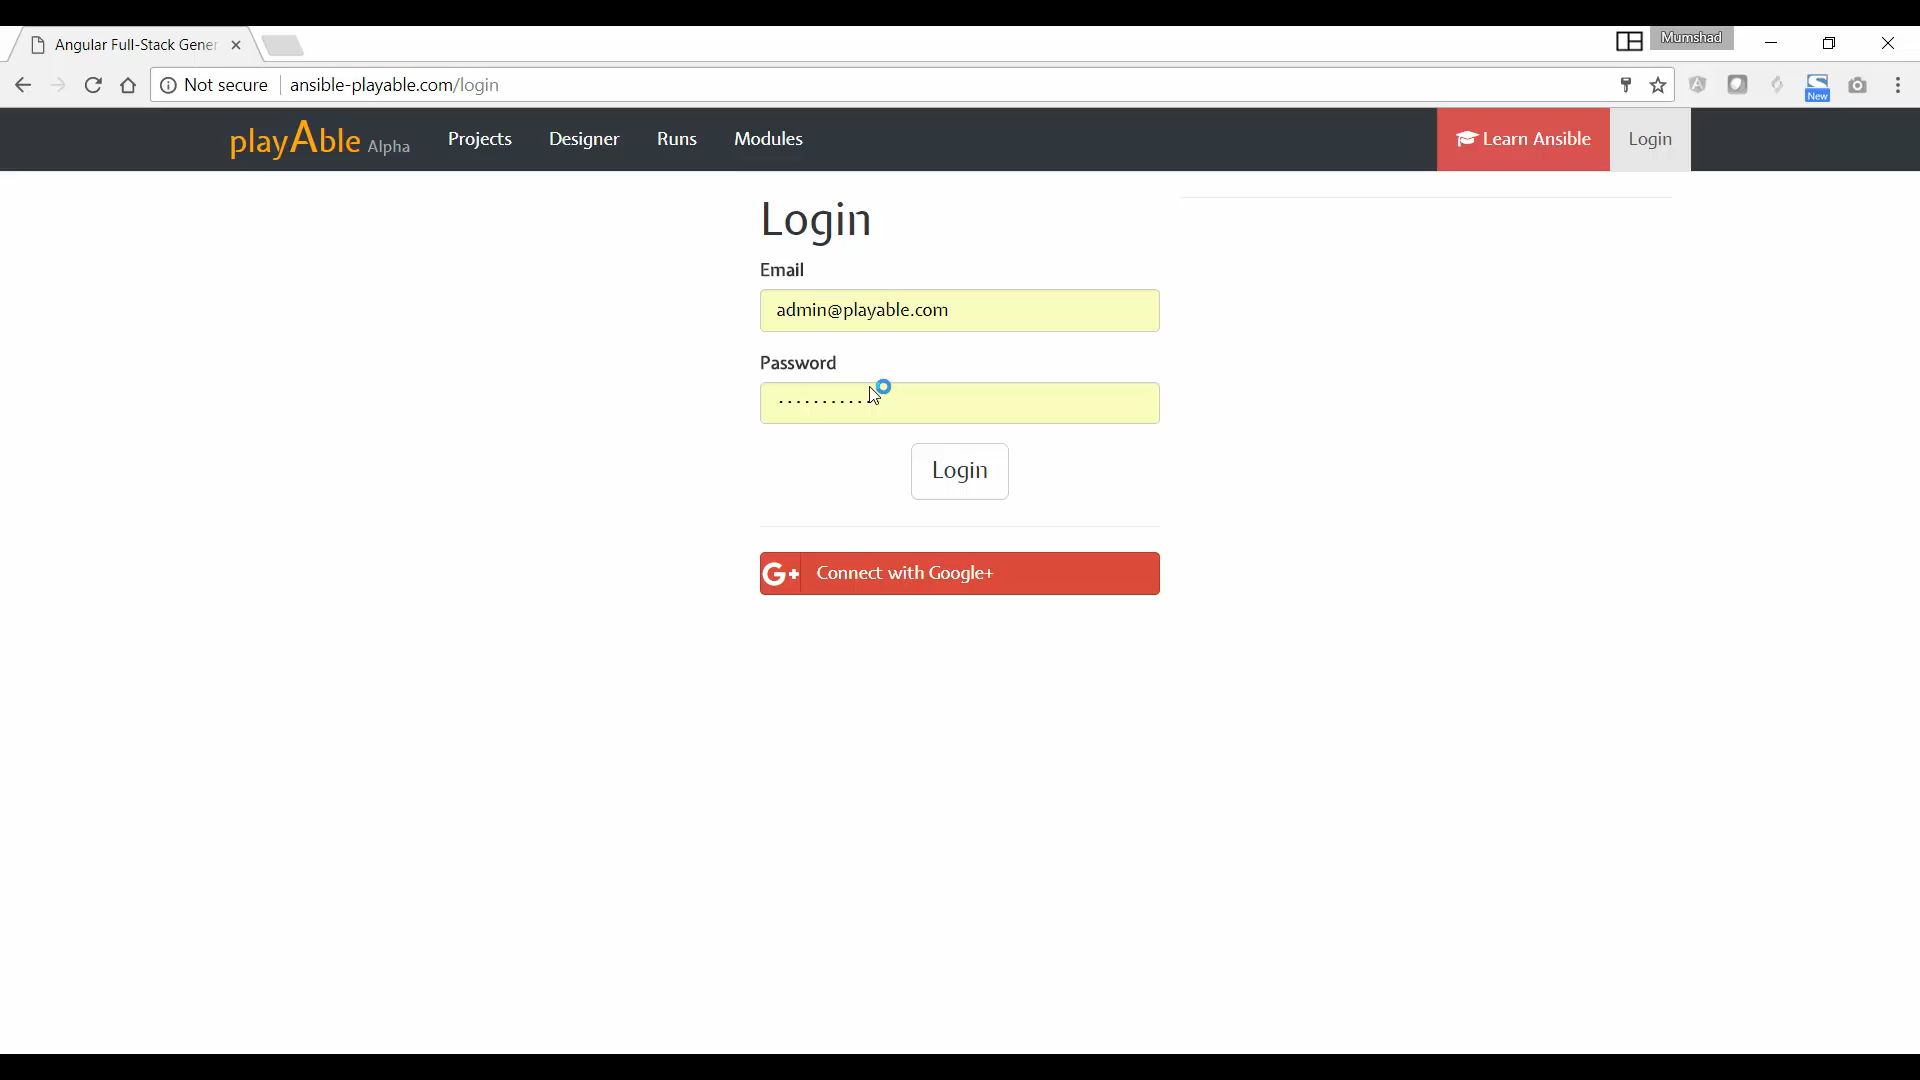 Angular Full-Stack Gener
Mumshad
Not secure
ansible-playable.com/login
New
playAble Alpha
Projects
Designer
Runs
Modules
Learn Ansible
Login
Login
Email
admin@playable.com
Password
Login
G+
Connect with Google+